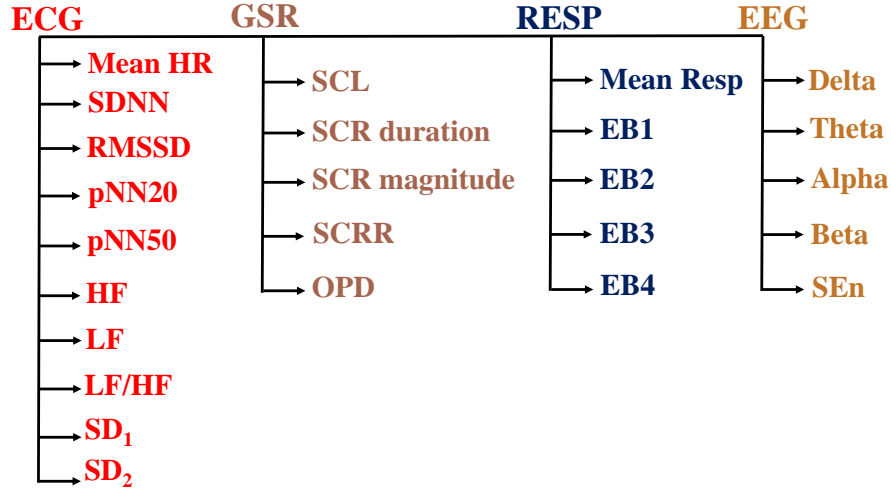 ECG
Mean HR
SDNN
RMSSD
pNN20
pNN50
HF
LF
LF/HF
SD₁
SD₂
GSR
SCL
SCR duration
SCR magnitude
SCRR
OPD
RESP
Mean Resp
EB1
EB2
EB3
EB4
EEG
Delta
Theta
Alpha
Beta
SEn